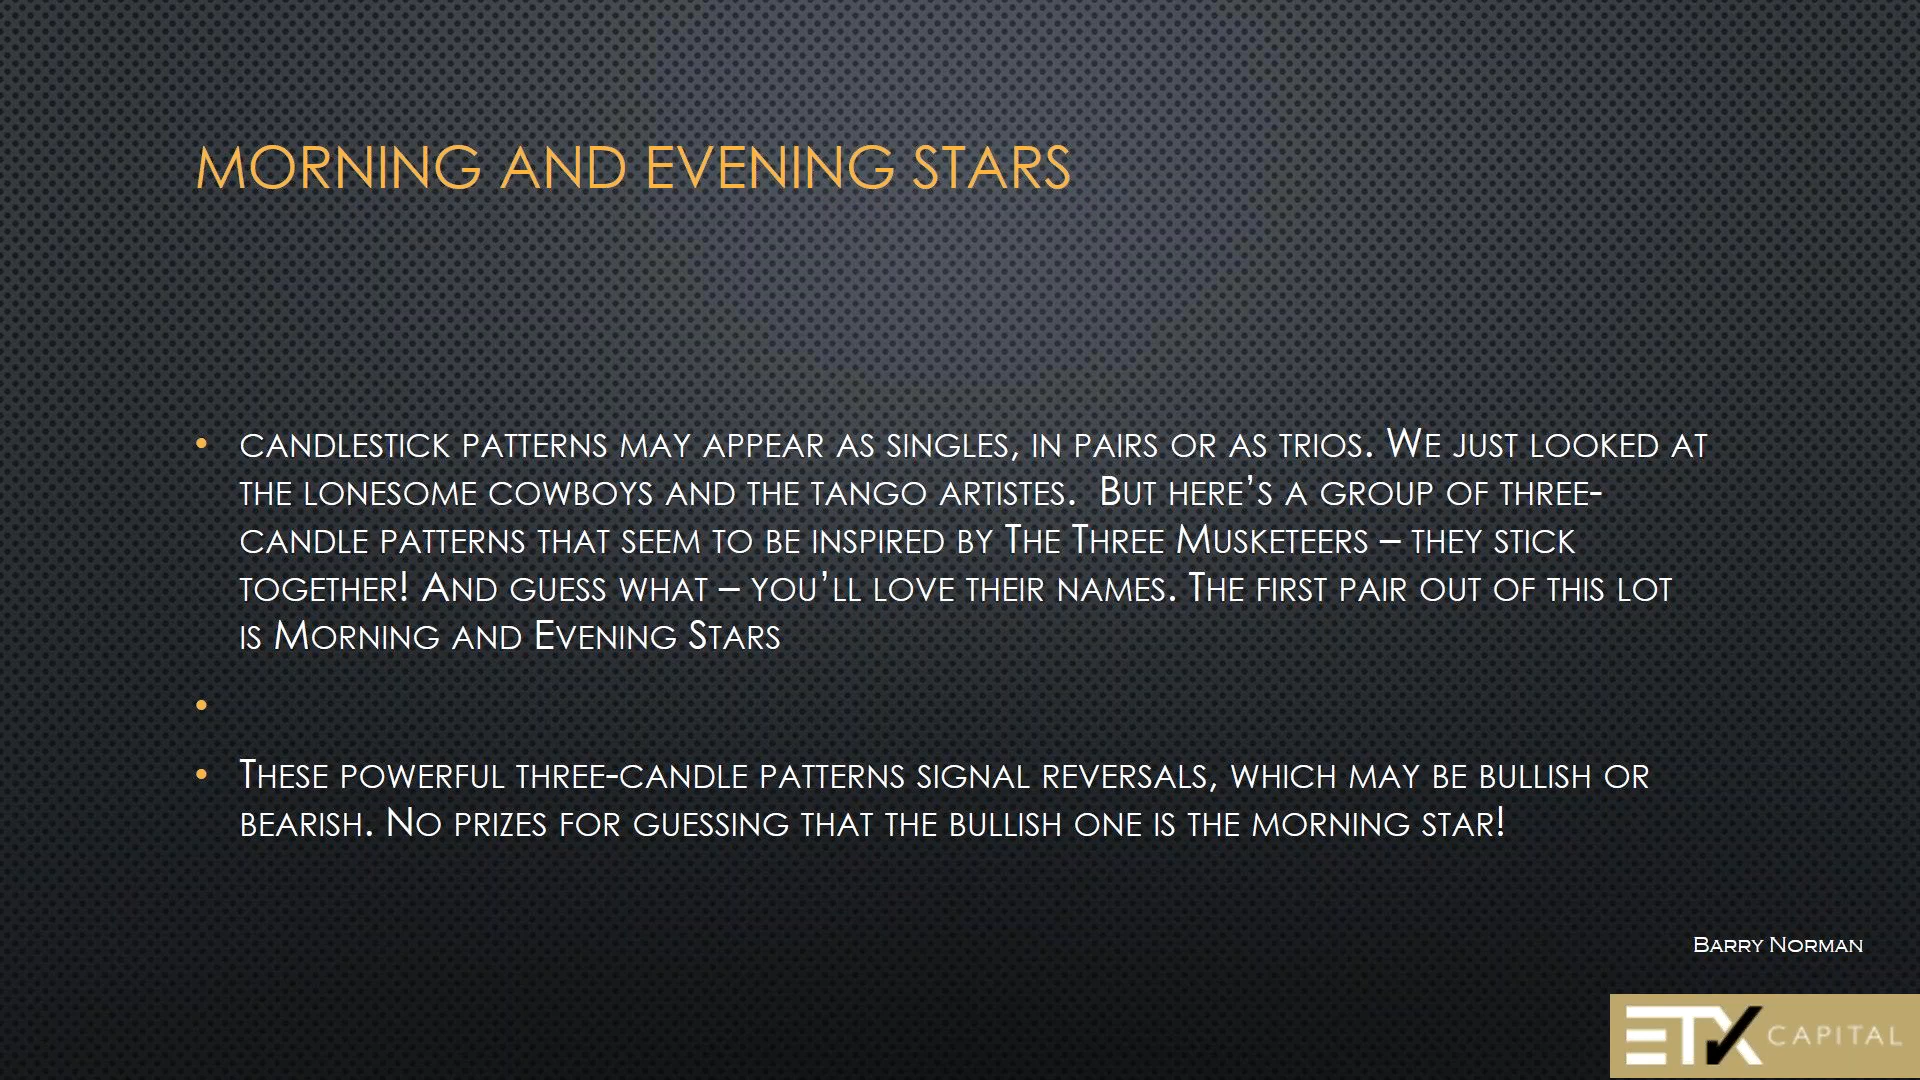 MORNING AND EVENING STARS
• CANDLESTICK PATTERNS MAY APPEAR AS SINGLES, IN PAIRS OR AS TRIOS. WE JUST LOOKED AT
THE LONESOME COWBOYS AND THE TANGO ARTISTES.  BUT HERE’S A GROUP OF THREE-
CANDLE PATTERNS THAT SEEM TO BE INSPIRED BY THE THREE MUSKETEERS – THEY STICK
TOGETHER! AND GUESS WHAT – YOU’LL LOVE THEIR NAMES. THE FIRST PAIR OUT OF THIS LOT
IS MORNING AND EVENING STARS
•
• THESE POWERFUL THREE-CANDLE PATTERNS SIGNAL REVERSALS, WHICH MAY BE BULLISH OR
BEARISH. NO PRIZES FOR GUESSING THAT THE BULLISH ONE IS THE MORNING STAR!
BARRY NORMAN
ETX CAPITAL